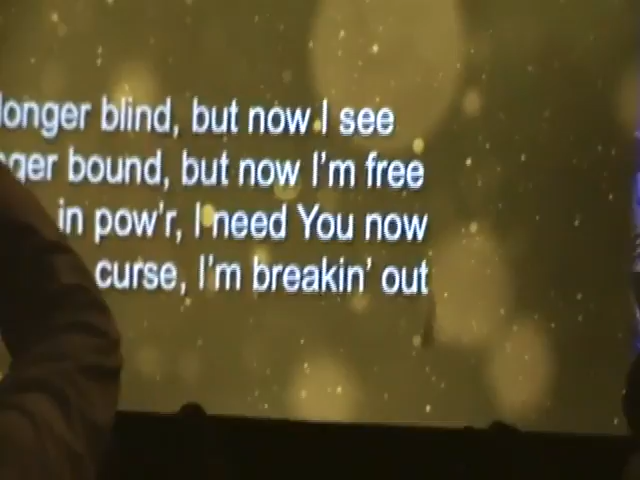 longer blind, but now I see
ger bound, but now I'm free
in pow'r, I need You now
curse, I'm breakin' out